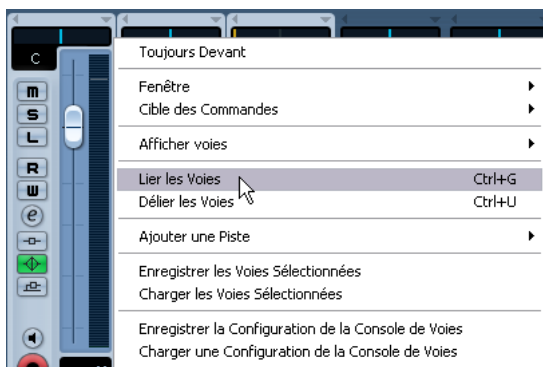 C
Toujours Devant
m
Fenêtre
S
Cible des Commandes
L
Afficher voies
R
Lier les Voies Ctrl+G
W
Délier les Voies Ctrl+U
e
Ajouter une Piste
Enregistrer les Voies Sélectionnées
Charger les Voies Sélectionnées
Enregistrer la Configuration de la Console de Voies
Charger une Configuration de la Console de Voies